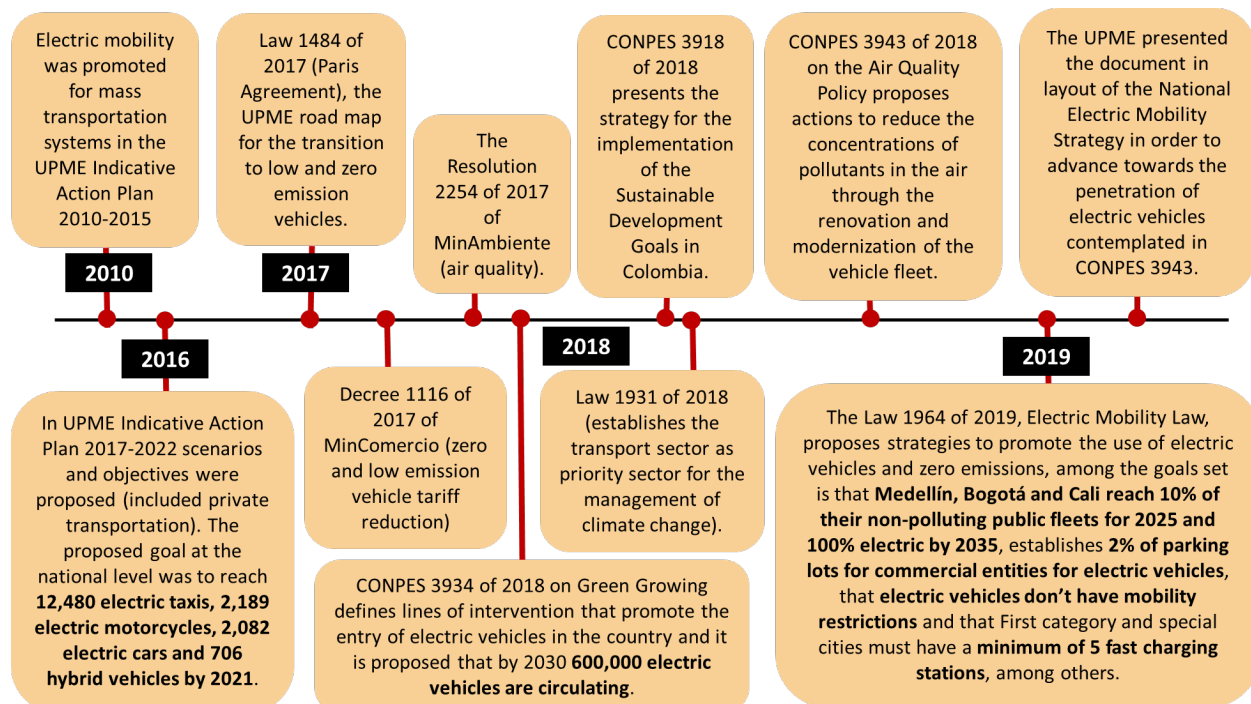 Electric mobility
was promoted
for mass
transportation
systems in the
UPME Indicative
Action Plan
2010-2015
2010
In UPME Indicative Action
Plan 2017-2022 scenarios
and objectives were
proposed (included private
transportation). The
proposed goal at the
national level was to reach
12,480 electric taxis, 2,189
electric motorcycles, 2,082
electric cars and 706
hybrid vehicles by 2021.
2016
Law 1484 of
2017 (Paris
Agreement), the
UPME road map
for the transition
to low and zero
emission
vehicles.
2017
Decree 1116 of
2017 of
MinComercio (zero
and low emission
vehicle tariff
reduction)
The
Resolution
2254 of 2017
of
MinAmbiente
(air quality).
CONPES 3934 of 2018 on Green Growing
defines lines of intervention that promote the
entry of electric vehicles in the country and it
is proposed that by 2030 600,000 electric
vehicles are circulating.
2018
CONPES 3918
of 2018
presents the
strategy for the
implementation
of the
Sustainable
Development
Goals in
Colombia.
Law 1931 of 2018
(establishes the
transport sector as
priority sector for the
management of
climate change).
CONPES 3943 of 2018
on the Air Quality
Policy proposes
actions to reduce the
concentrations of
pollutants in the air
through the
renovation and
modernization of the
vehicle fleet.
2019
The Law 1964 of 2019, Electric Mobility Law,
proposes strategies to promote the use of electric
vehicles and zero emissions, among the goals set
is that Medellín, Bogotá and Cali reach 10% of
their non-polluting public fleets for 2025 and
100% electric by 2035, establishes 2% of parking
lots for commercial entities for electric vehicles,
that electric vehicles don't have mobility
restrictions and that First category and special
cities must have a minimum of 5 fast charging
stations, among others.
The UPME presented
the document in
layout of the National
Electric Mobility
Strategy in order to
advance towards the
penetration of
electric vehicles
contemplated in
CONPES 3943.